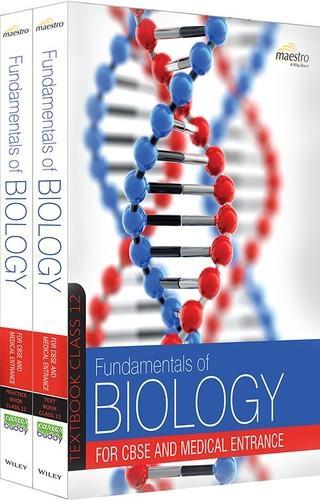 maestro
Fundamentals of
BIOLOGY
FOR CBSE AND
MEDICAL ENTRANCE
PRACTICE
BOOK CLASS 12
career
buddy
WILEY
maestro
Fundamentals of
BIOLOGY
FOR CBSE AND
MEDICAL ENTRANCE
TEXT
BOOK CLASS 12
career
buddy
WILEY
maestro
A Wiley Brand
TEXTBOOK CLASS 12
Fundamentals of
BIOLOGY
FOR CBSE AND MEDICAL ENTRANCE